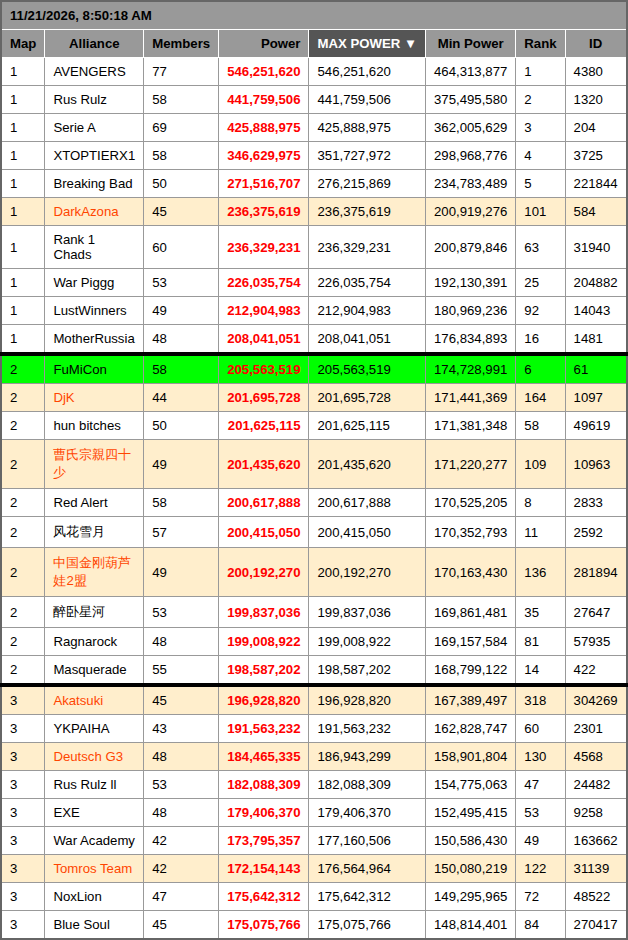 11/21/2026, 8:50:18 AM
Map Alliance Members Power MAX POWER ▼ Min Power Rank ID
1 AVENGERS 77 546,251,620 546,251,620 464,313,877 1 4380
1 Rus Rulz 58 441,759,506 441,759,506 375,495,580 2 1320
1 Serie A 69 425,888,975 425,888,975 362,005,629 3 204
1 XTOPTIERX1 58 346,629,975 351,727,972 298,968,776 4 3725
1 Breaking Bad 50 271,516,707 276,215,869 234,783,489 5 221844
1 DarkAzona 45 236,375,619 236,375,619 200,919,276 101 584
1 Rank 1
Chads 60 236,329,231 236,329,231 200,879,846 63 31940
1 War Piggg 53 226,035,754 226,035,754 192,130,391 25 204882
1 LustWinners 49 212,904,983 212,904,983 180,969,236 92 14043
1 MotherRussia 48 208,041,051 208,041,051 176,834,893 16 1481
2 FuMiCon 58 205,563,519 205,563,519 174,728,991 6 61
2 DjK 44 201,695,728 201,695,728 171,441,369 164 1097
2 hun bitches 50 201,625,115 201,625,115 171,381,348 58 49619
2 曹氏宗親四十
少 49 201,435,620 201,435,620 171,220,277 109 10963
2 Red Alert 58 200,617,888 200,617,888 170,525,205 8 2833
2 风花雪月 57 200,415,050 200,415,050 170,352,793 11 2592
2 中国金刚葫芦
娃2盟 49 200,192,270 200,192,270 170,163,430 136 281894
2 醉卧星河 53 199,837,036 199,837,036 169,861,481 35 27647
2 Ragnarock 48 199,008,922 199,008,922 169,157,584 81 57935
2 Masquerade 55 198,587,202 198,587,202 168,799,122 14 422
3 Akatsuki 45 196,928,820 196,928,820 167,389,497 318 304269
3 YKPAIHA 43 191,563,232 191,563,232 162,828,747 60 2301
3 Deutsch G3 48 184,465,335 186,943,299 158,901,804 130 4568
3 Rus Rulz ll 53 182,088,309 182,088,309 154,775,063 47 24482
3 EXE 48 179,406,370 179,406,370 152,495,415 53 9258
3 War Academy 42 173,795,357 177,160,506 150,586,430 49 163662
3 Tomros Team 42 172,154,143 176,564,964 150,080,219 122 31139
3 NoxLion 47 175,642,312 175,642,312 149,295,965 72 48522
3 Blue Soul 45 175,075,766 175,075,766 148,814,401 84 270417